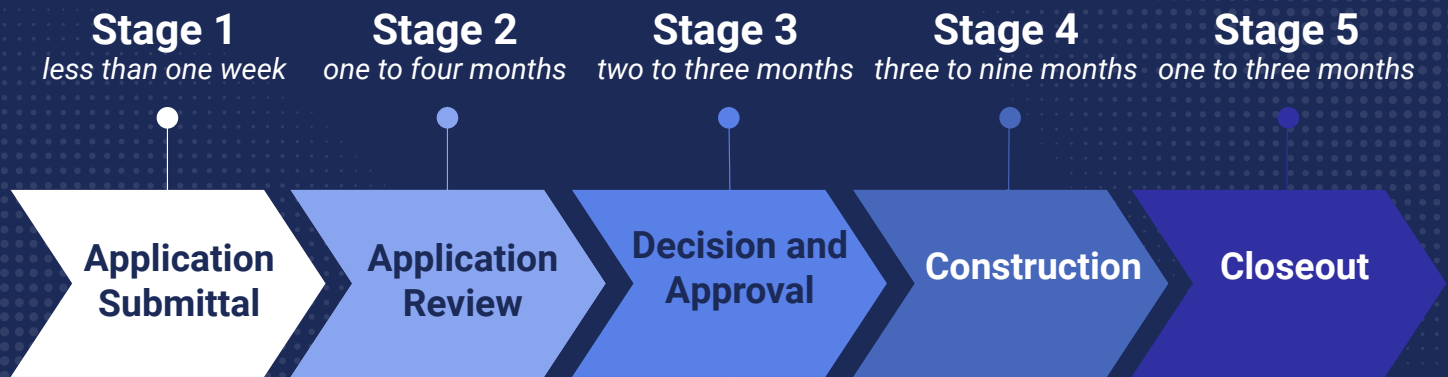 Stage 1
less than one week
Stage 2
one to four months
Stage 3
two to three months
Stage 4
three to nine months
Stage 5
one to three months
Application
Submittal
Application
Review
Decision and
Approval
Construction
Closeout